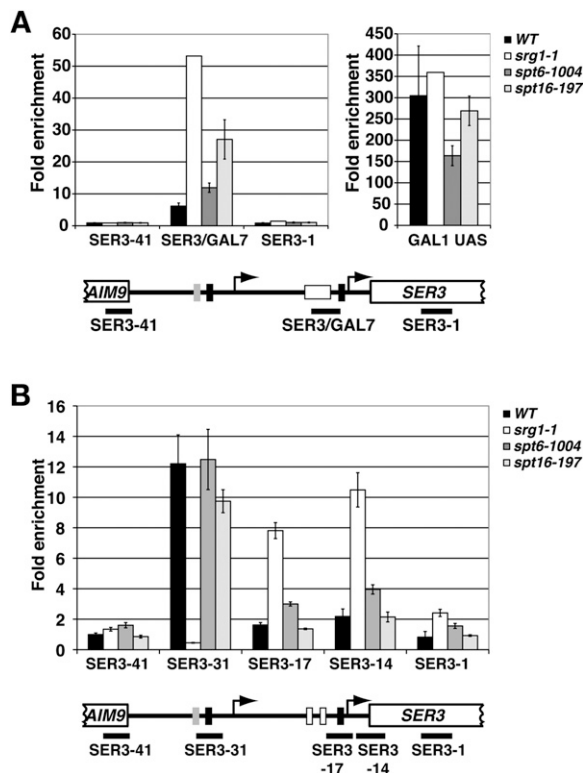 A
Fold enrichment
60
50
40
30
20
10
0
SER3-41 SER3/GAL7 SER3-1
Fold enrichment
450
400
350
300
250
200
150
100
50
0
GAL1 UAS
WT
srg1-1
spt6-1004
spt16-197
AIM9 SER3
SER3-41 SER3/GAL7 SER3-1
B
Fold enrichment
16
14
12
10
8
6
4
2
0
SER3-41 SER3-31 SER3-17 SER3-14 SER3-1
WT
srg1-1
spt6-1004
spt16-197
AIM9 SER3
SER3-41 SER3-31 SER3 SER3 SER3-1
-17 -14